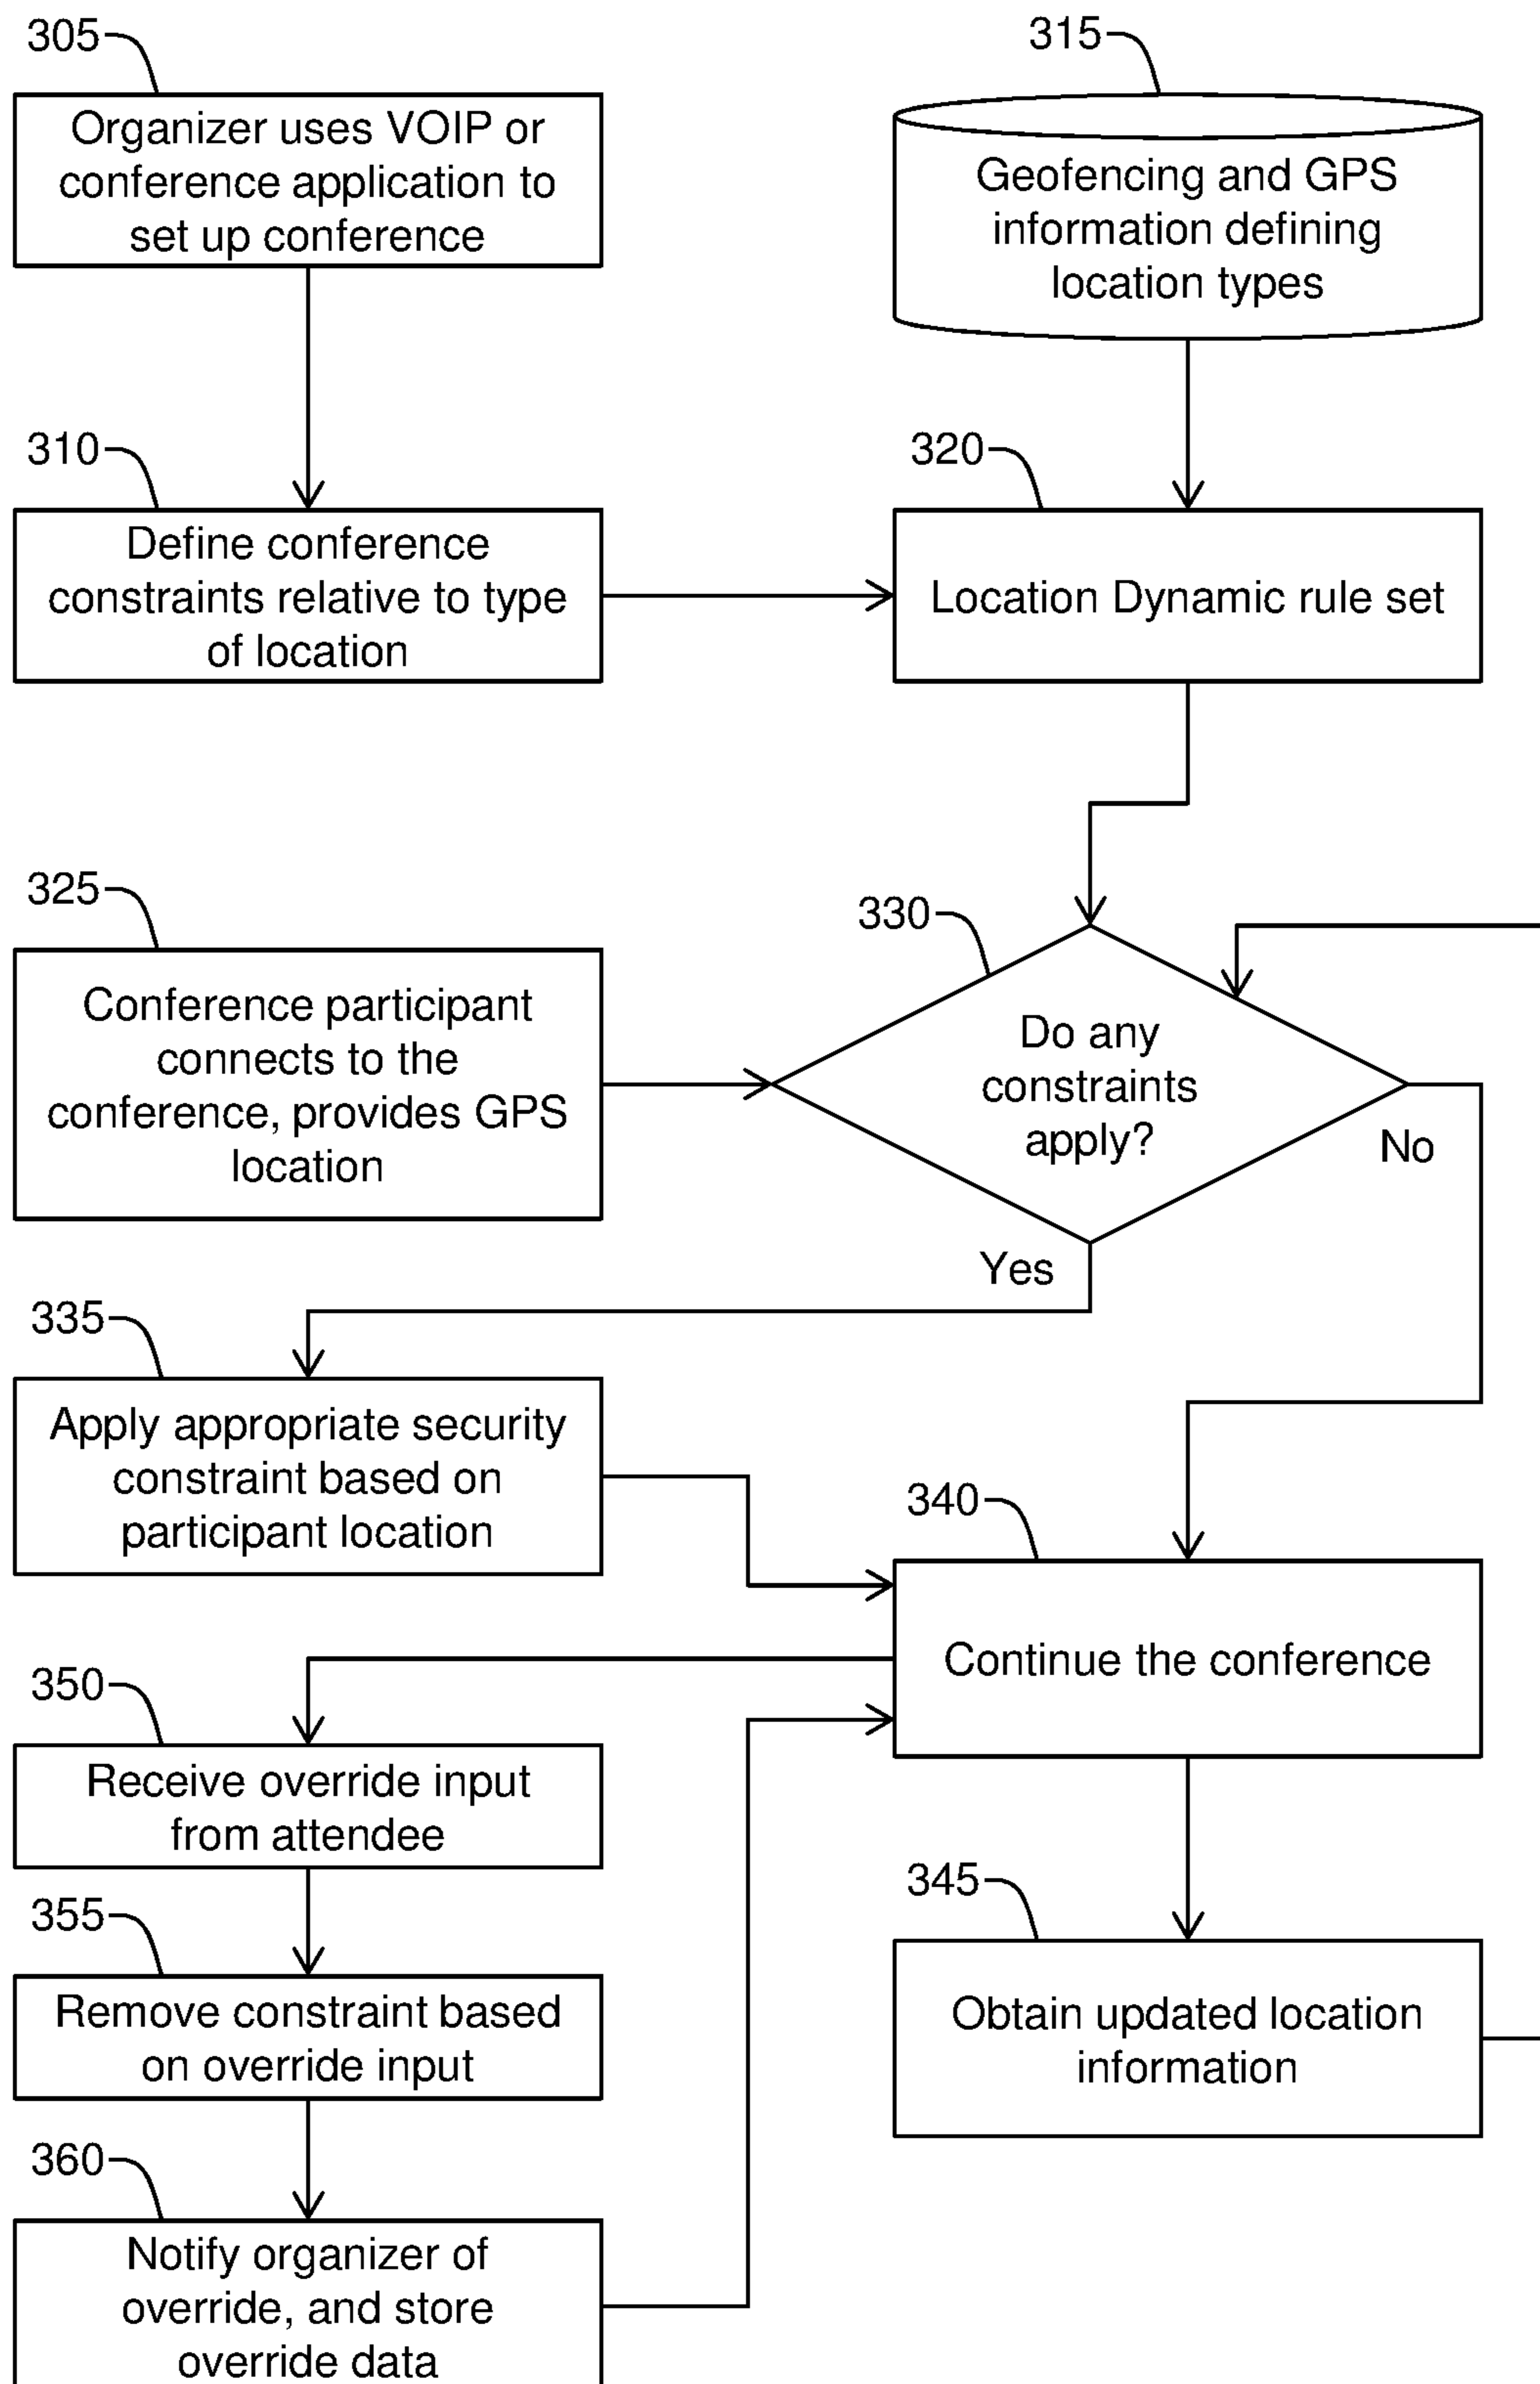 305
Organizer uses VOIP or
conference application to
set up conference
315
Geofencing and GPS
information defining
location types
310
Define conference
constraints relative to type
of location
320
Location Dynamic rule set
325
Conference participant
connects to the
conference, provides GPS
location
330
Do any
constraints
apply?
No
Yes
335
Apply appropriate security
constraint based on
participant location
340
Continue the conference
350
Receive override input
from attendee
345
Obtain updated location
information
355
Remove constraint based
on override input
360
Notify organizer of
override, and store
override data